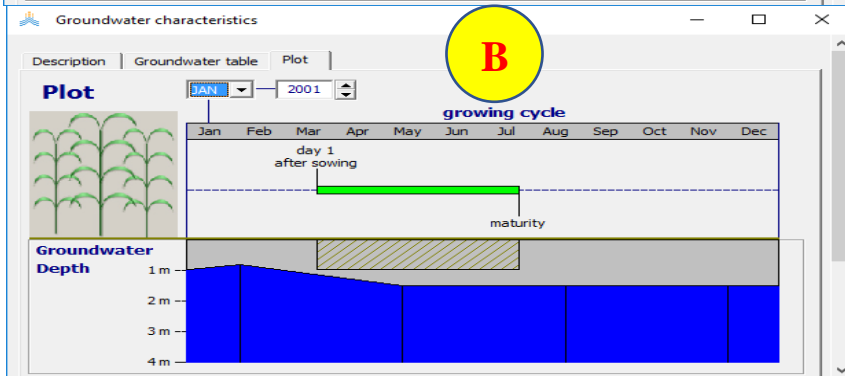 Groundwater characteristics
Description Groundwater table Plot
B
Plot JAN 2001
growing cycle
Jan Feb Mar Apr May Jun Jul Aug Sep Oct Nov Dec
day 1
after sowing
maturity
Groundwater
Depth
1 m
2 m
3 m
4 m